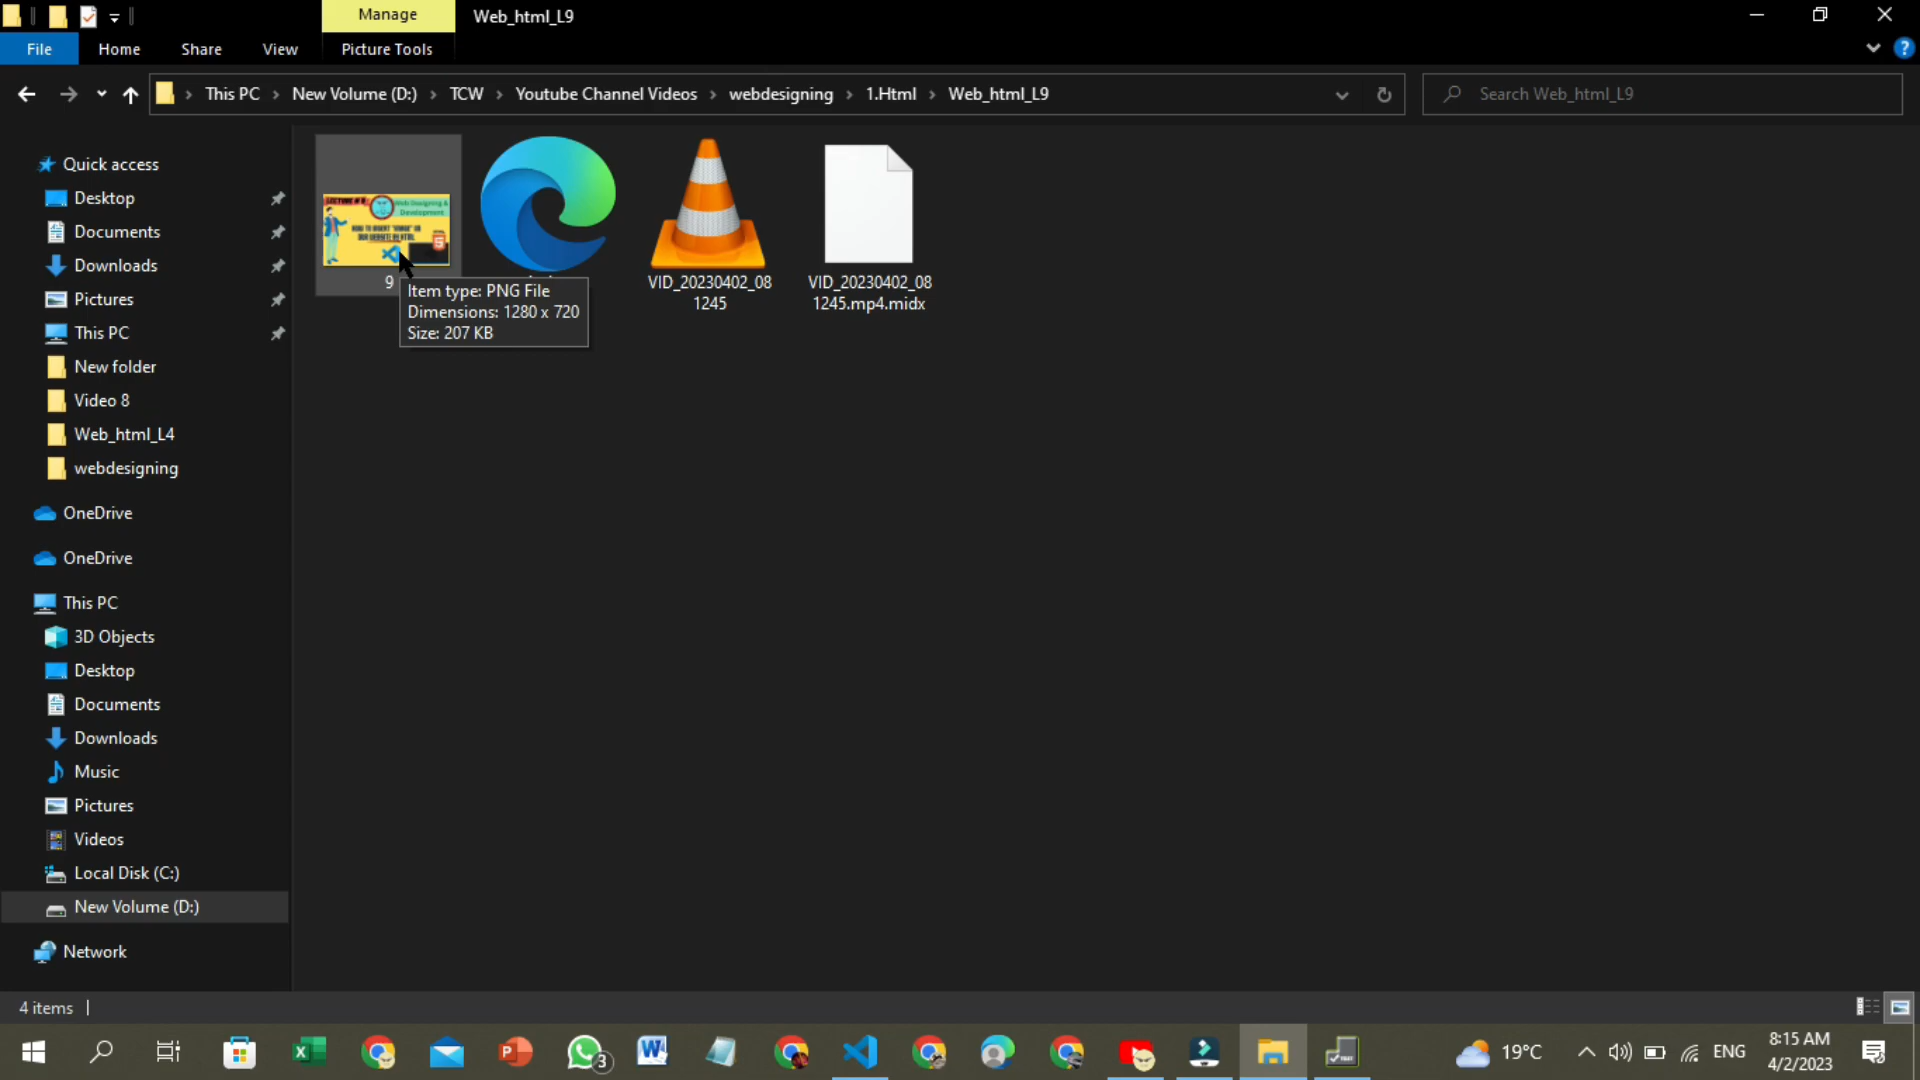 Manage
Web_html_L9
File
Home
Share
View
Picture Tools
This PC
New Volume (D:)
TCW
Youtube Channel Videos
webdesigning
1.Html
Web_html_L9
Search Web_html_L9
Quick access
Desktop
Documents
Downloads
Pictures
This PC
New folder
Video 8
Web_html_L4
webdesigning
OneDrive
OneDrive
This PC
3D Objects
Desktop
Documents
Downloads
Music
Pictures
Videos
Local Disk (C:)
New Volume (D:)
Network
Web Designing &
Development
9
Item type: PNG File
Dimensions: 1280 x 720
Size: 207 KB
VID_20230402_08
1245
VID_20230402_08
1245.mp4.midx
4 items
3
19°C
ENG
8:15 AM
4/2/2023